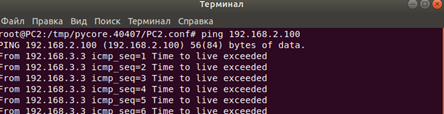 Терминал
Файл Правка Вид Поиск Терминал Справка
root@PC2:/tmp/pycore.40407/PC2.conf# ping 192.168.2.100
PING 192.168.2.100 (192.168.2.100) 56(84) bytes of data.
From 192.168.3.3 icmp_seq=1 Time to live exceeded
From 192.168.3.3 icmp_seq=2 Time to live exceeded
From 192.168.3.3 icmp_seq=3 Time to live exceeded
From 192.168.3.3 icmp_seq=4 Time to live exceeded
From 192.168.3.3 icmp_seq=5 Time to live exceeded
From 192.168.3.3 icmp_seq=6 Time to live exceeded